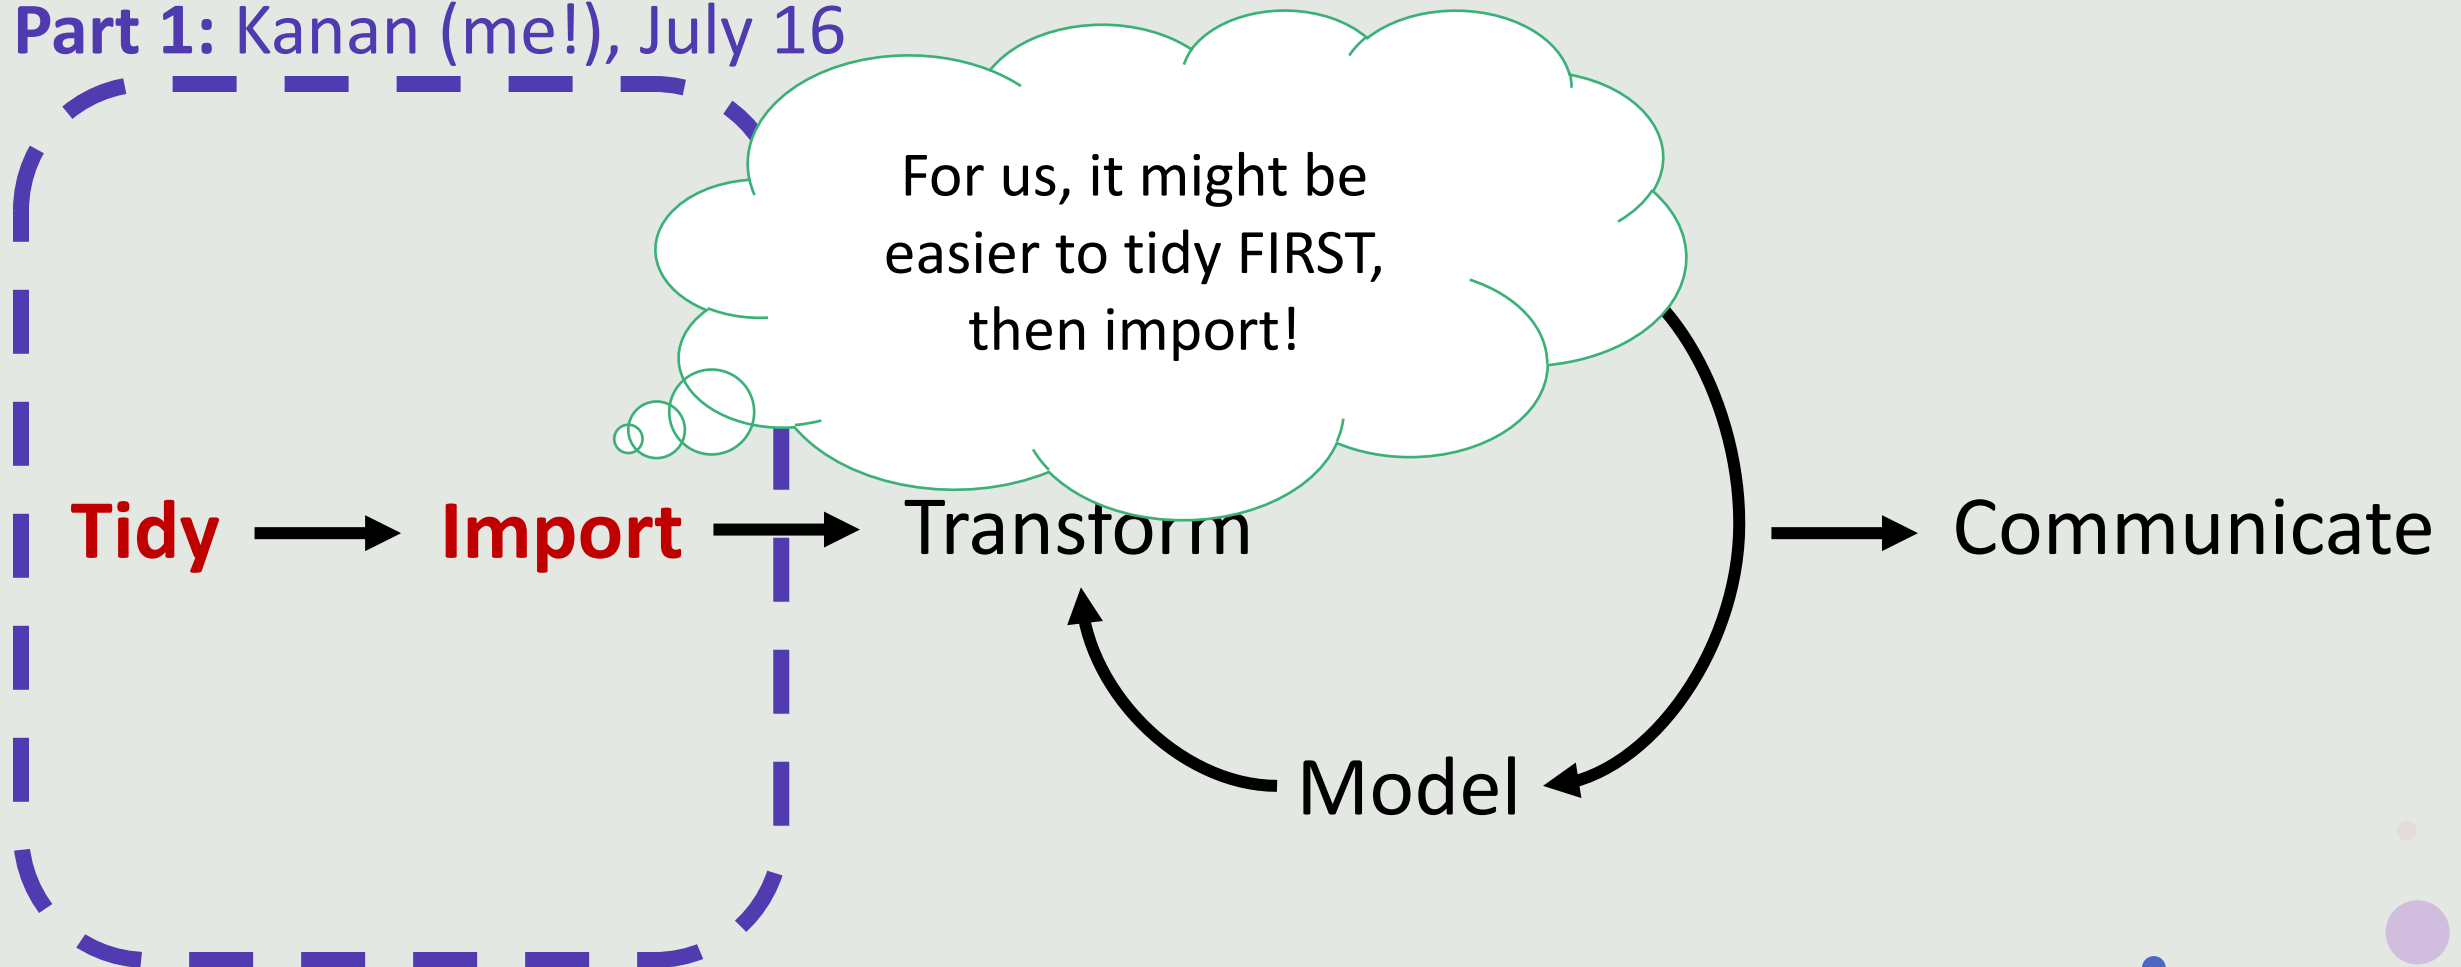 Part 1: Kanan (me!), July 16
For us, it might be
easier to tidy FIRST,
then import!
Tidy
Import
Transform
Communicate
Model